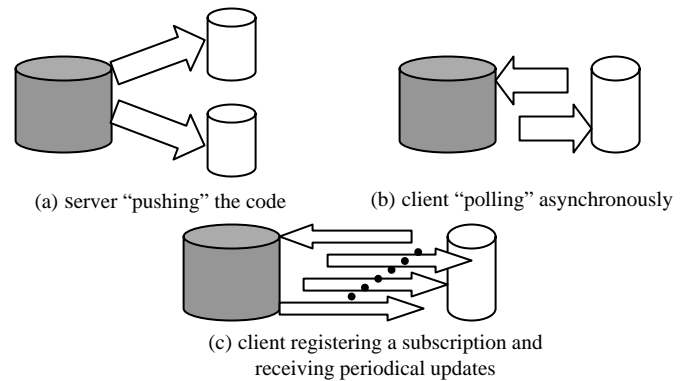 (a) server “pushing” the code
(b) client “polling” asynchronously
(c) client registering a subscription and
receiving periodical updates